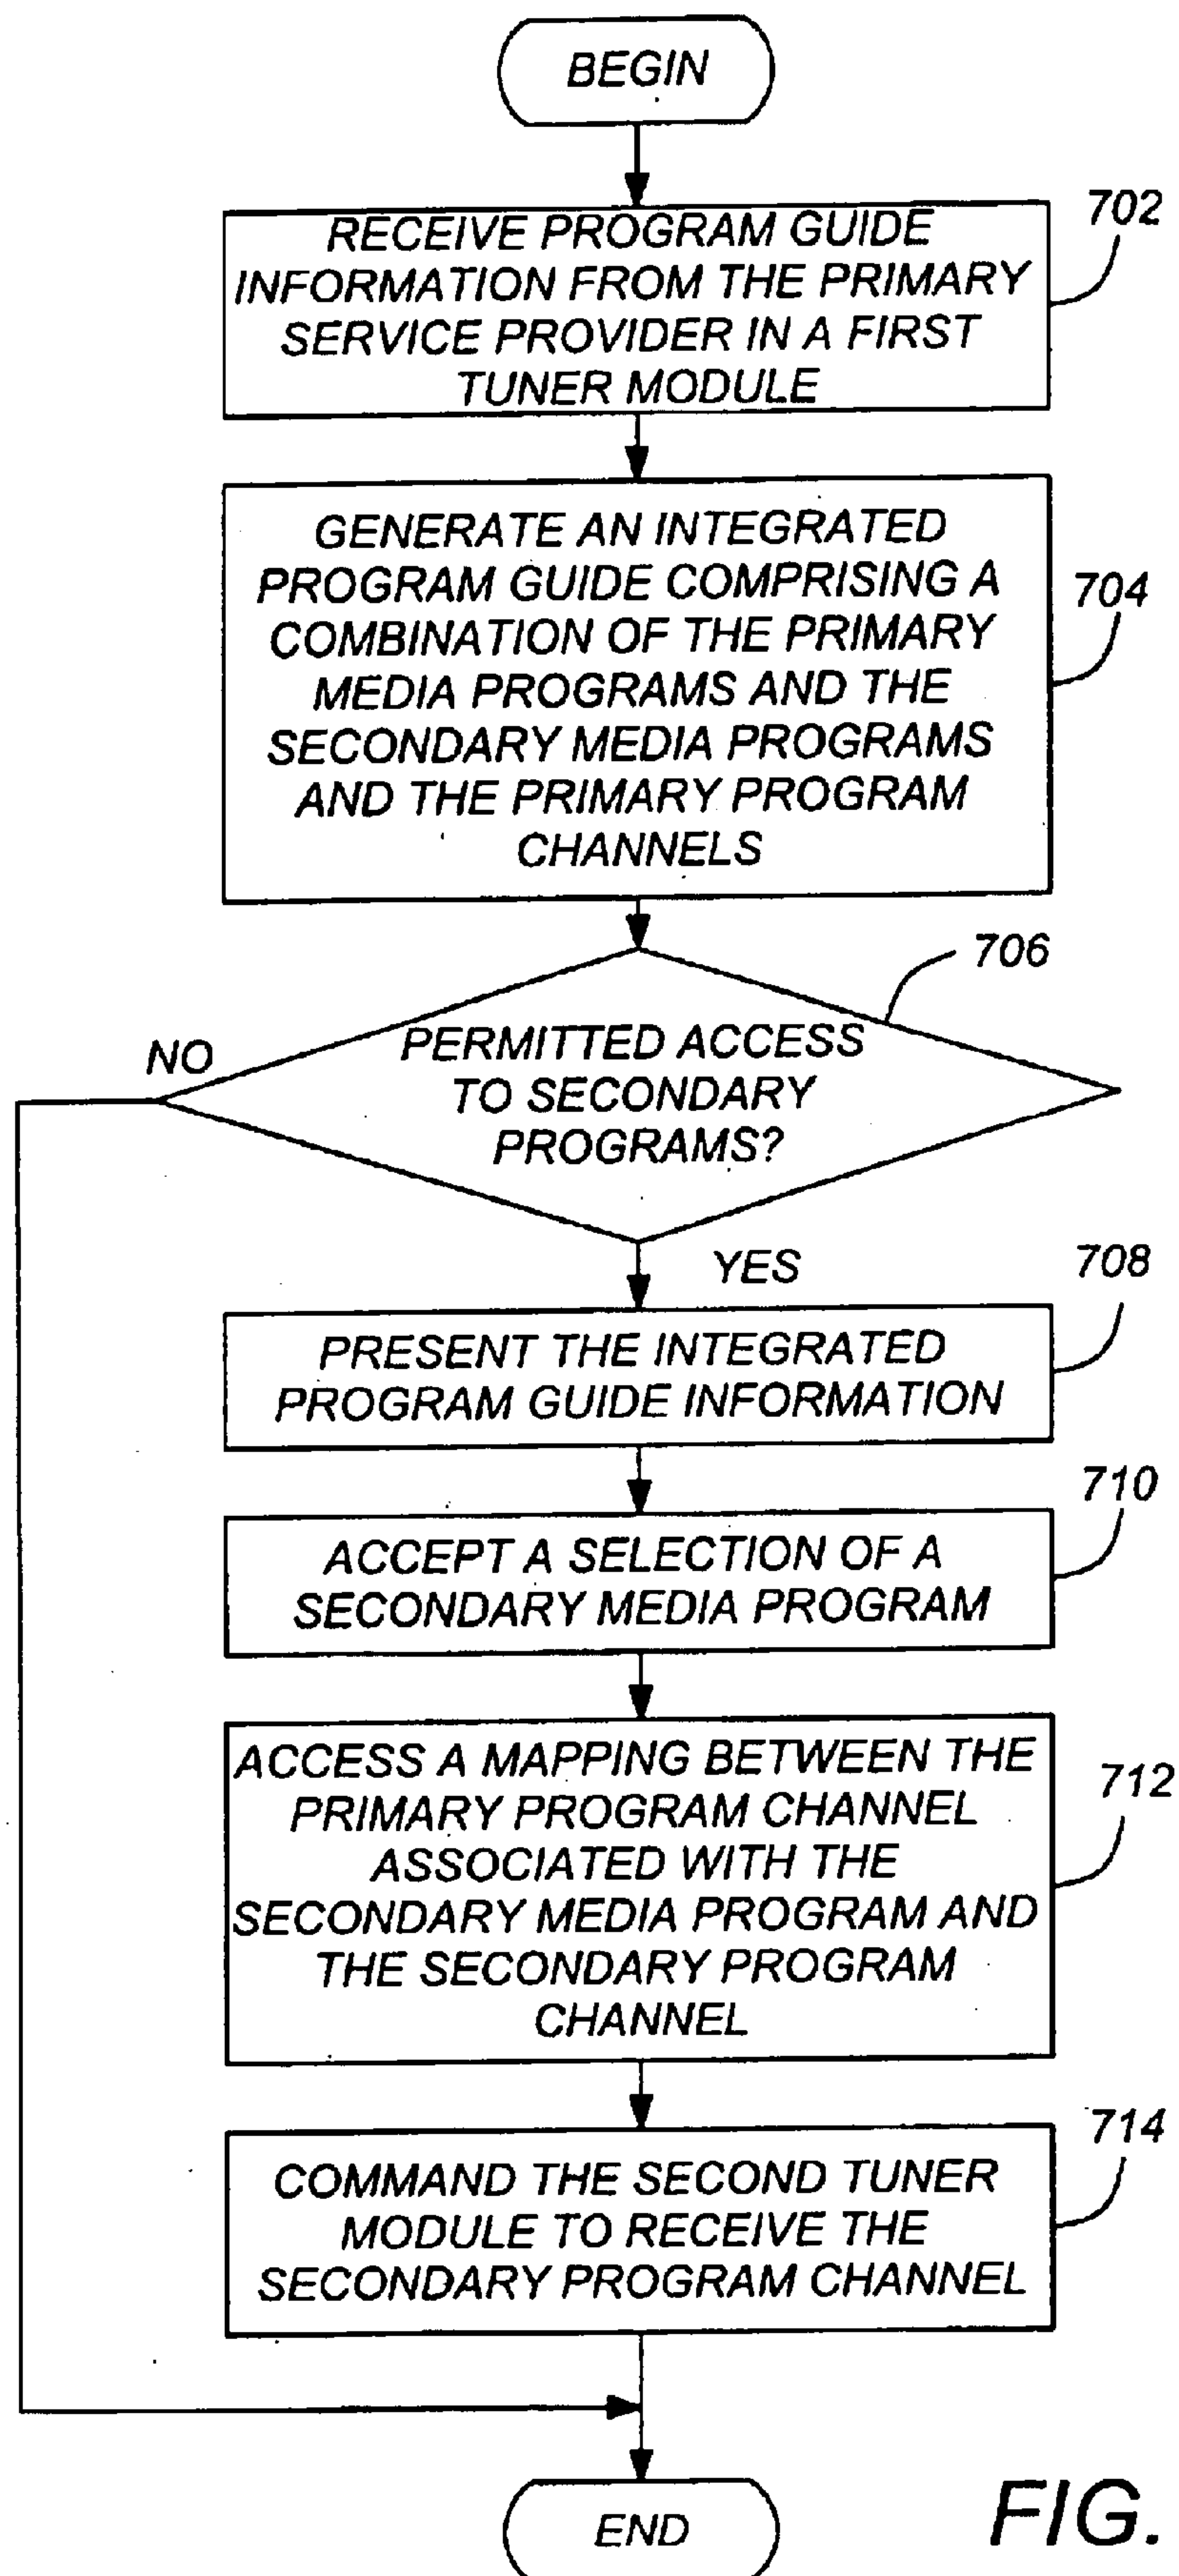 BEGIN
702
RECEIVE PROGRAM GUIDE
INFORMATION FROM THE PRIMARY
SERVICE PROVIDER IN A FIRST
TUNER MODULE
704
GENERATE AN INTEGRATED
PROGRAM GUIDE COMPRISING A
COMBINATION OF THE PRIMARY
MEDIA PROGRAMS AND THE
SECONDARY MEDIA PROGRAMS
AND THE PRIMARY PROGRAM
CHANNELS
706
NO
PERMITTED ACCESS
TO SECONDARY
PROGRAMS?
YES
708
PRESENT THE INTEGRATED
PROGRAM GUIDE INFORMATION
710
ACCEPT A SELECTION OF A
SECONDARY MEDIA PROGRAM
712
ACCESS A MAPPING BETWEEN THE
PRIMARY PROGRAM CHANNEL
ASSOCIATED WITH THE
SECONDARY MEDIA PROGRAM AND
THE SECONDARY PROGRAM
CHANNEL
714
COMMAND THE SECOND TUNER
MODULE TO RECEIVE THE
SECONDARY PROGRAM CHANNEL
END
FIG.